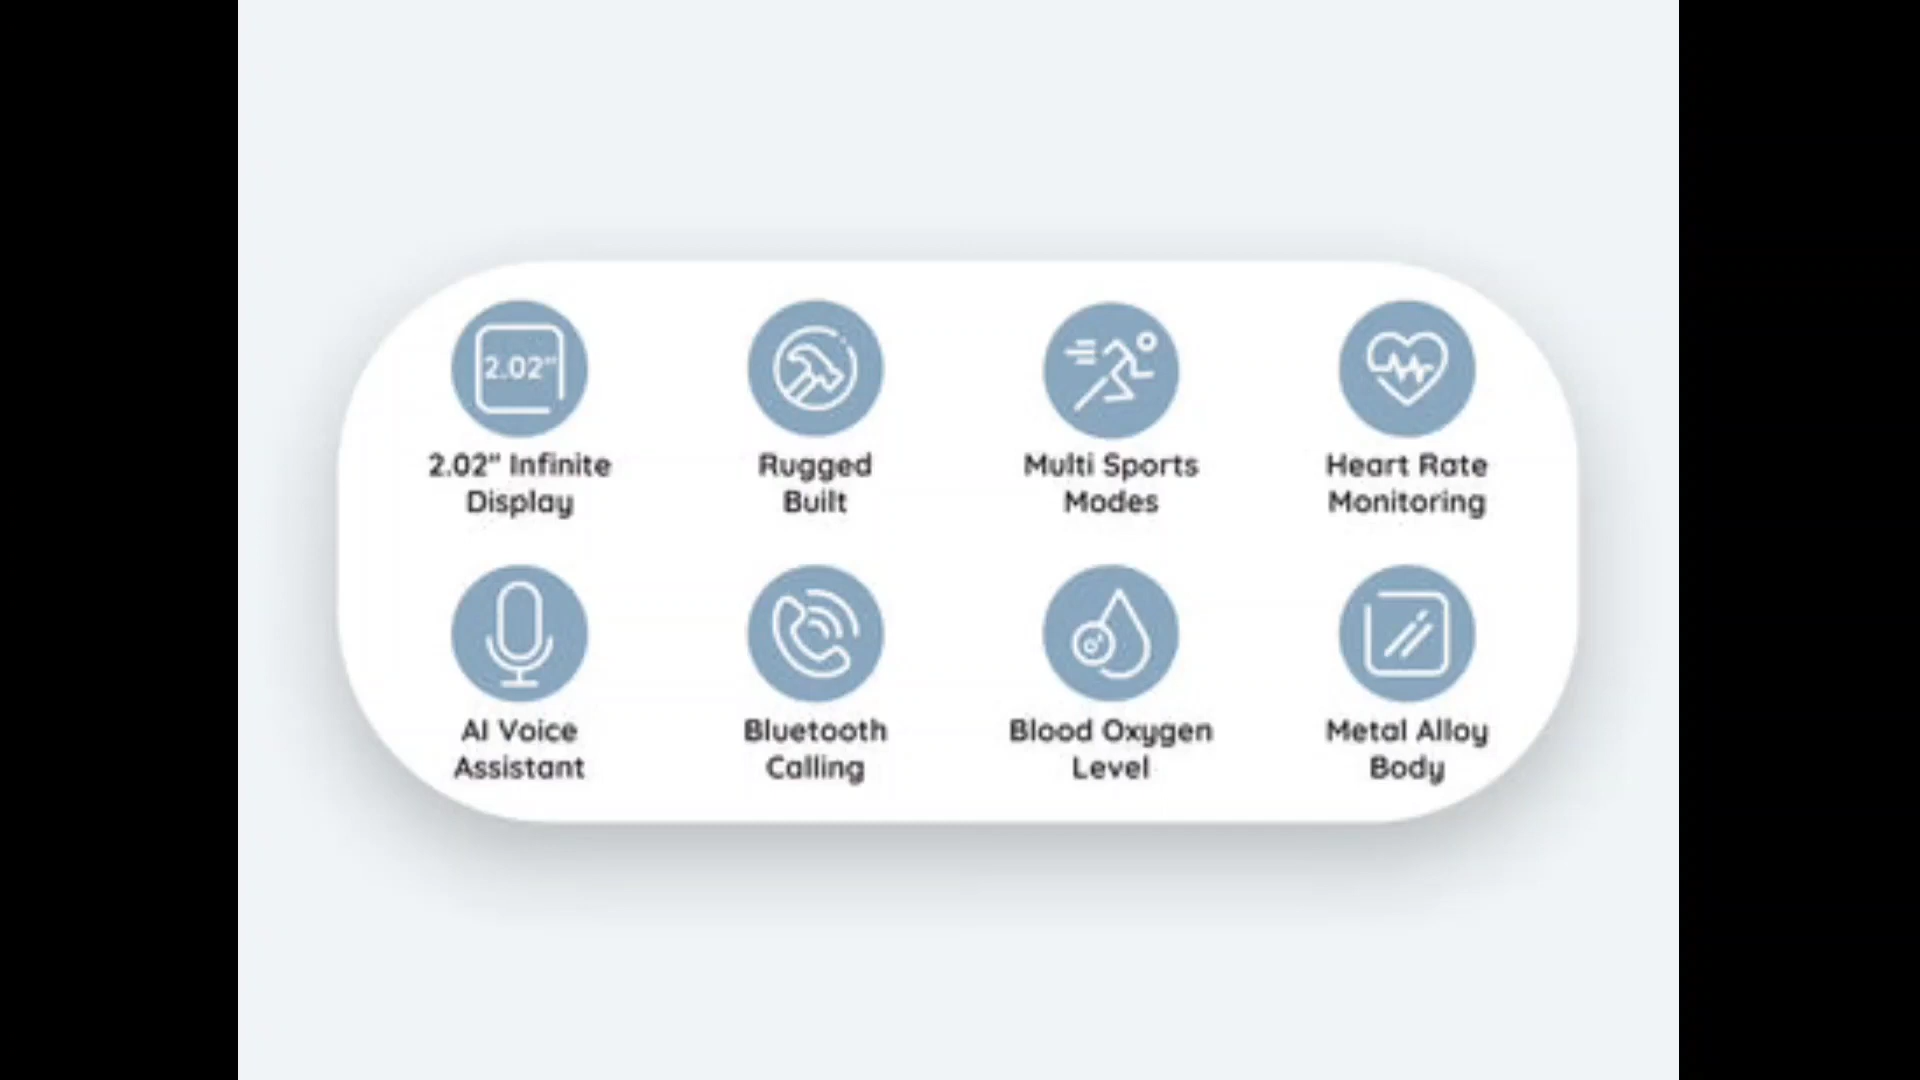 2.02"
2.02" Infinite
Display
Rugged
Built
Multi Sports
Modes
Heart Rate
Monitoring
AI Voice
Assistant
Bluetooth
Calling
Blood Oxygen
Level
Metal Alloy
Body